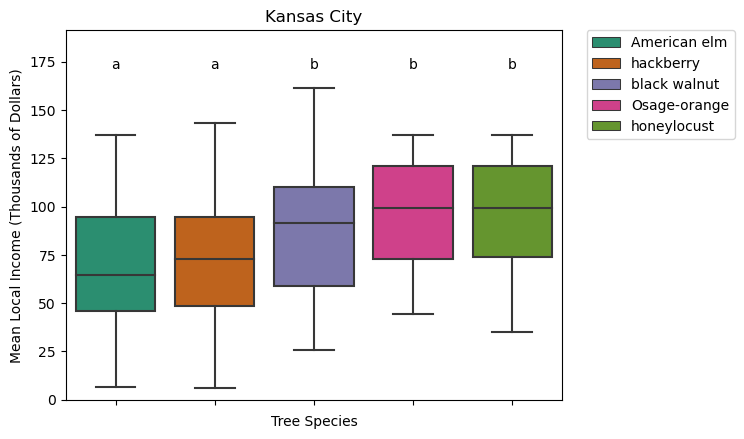 Kansas City
Mean Local Income (Thousands of Dollars)
175
150
125
100
75
50
25
0
a a b b b
Tree Species
American elm
hackberry
black walnut
Osage-orange
honeylocust